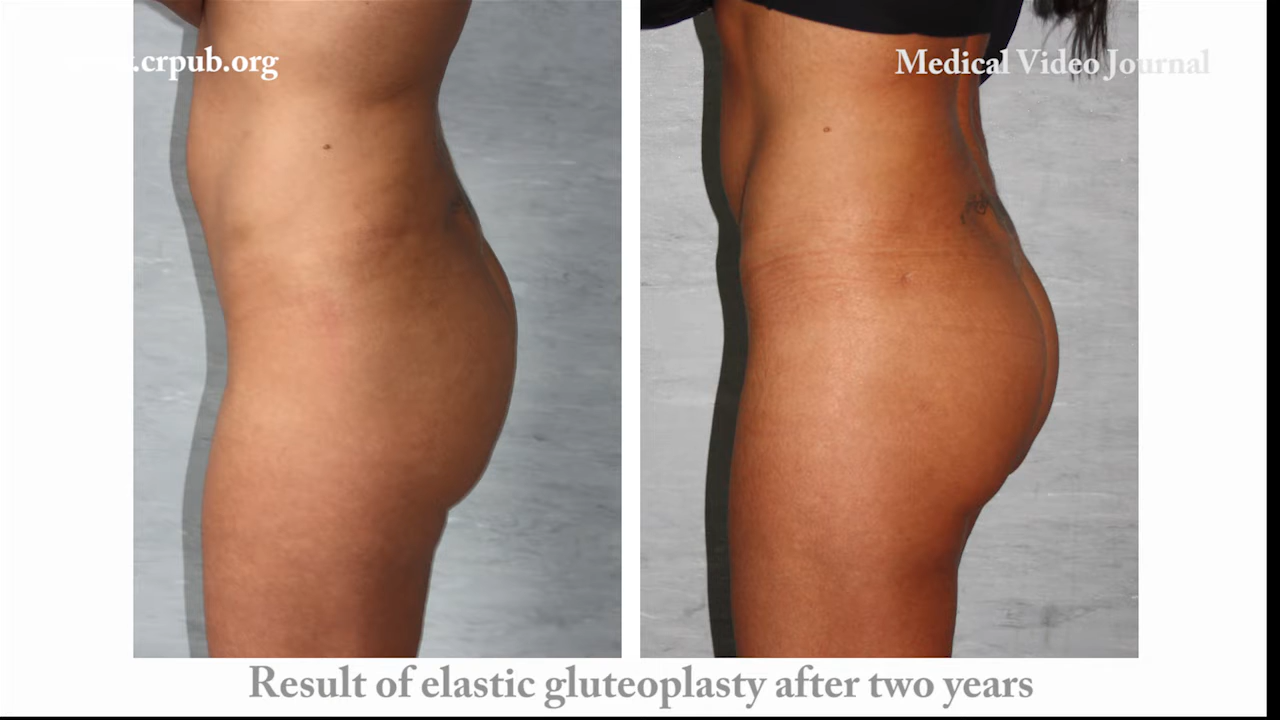 .crpub.org
Medical Video Journal
Result of elastic gluteoplasty after two years